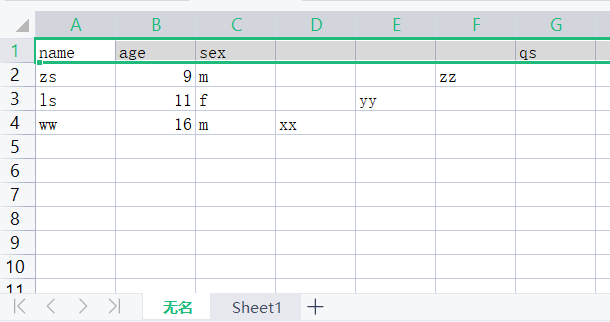 A B C D E F G
1 name age sex qs
2 zs 9 m zz
3 ls 11 f yy
4 ww 16 m xx
5
6
7
8
9
10
11
无名 Sheet1